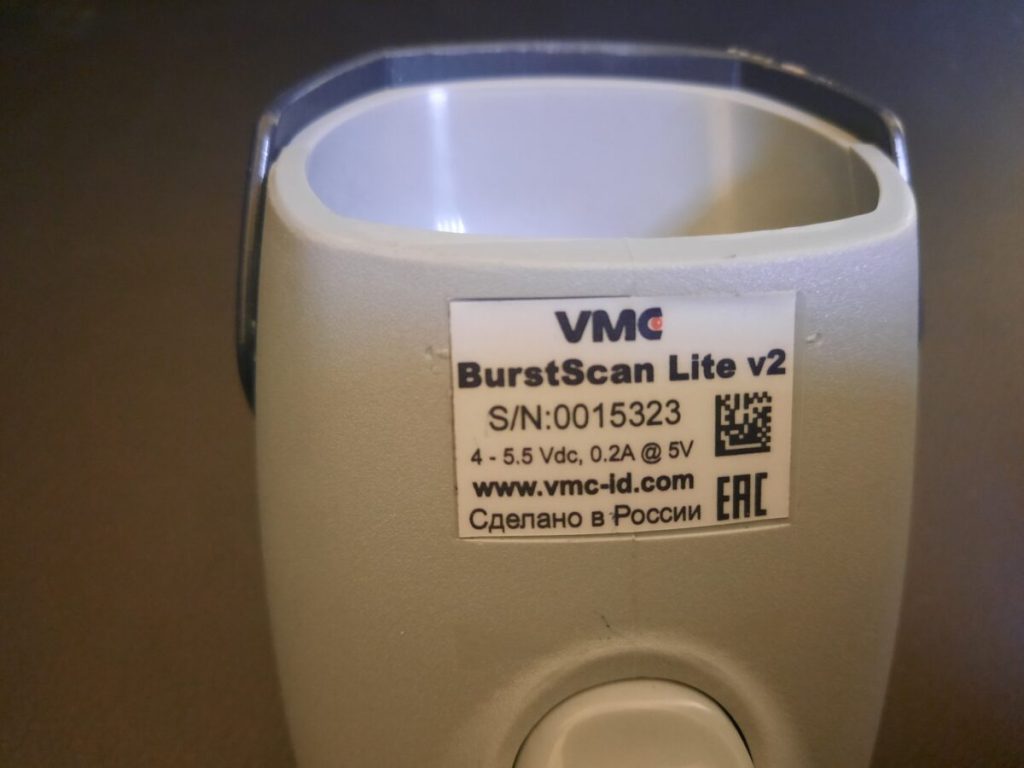 VMC
BurstScan Lite v2
S/N:0015323
4 - 5.5 Vdc, 0.2A @ 5V
www.vmc-id.com
EAC
Сделано в России